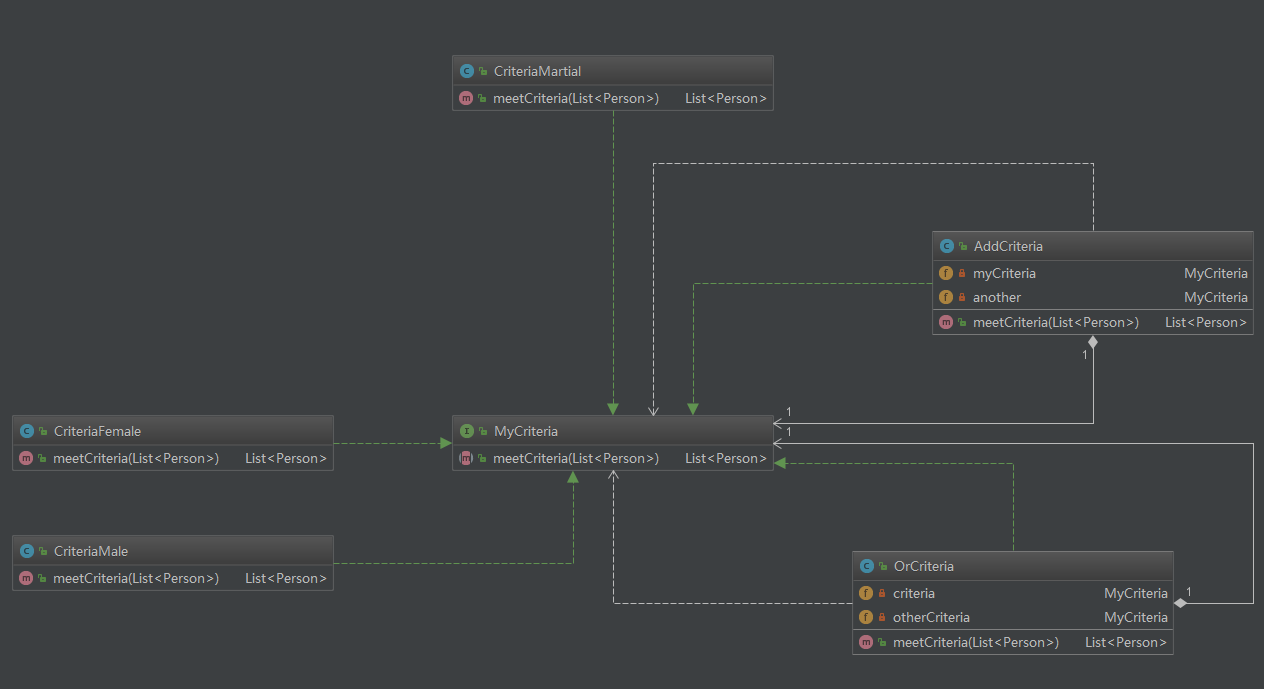 CriteriaMartial
meetCriteria(List<Person>) List<Person>
AddCriteria
myCriteria MyCriteria
another MyCriteria
meetCriteria(List<Person>) List<Person>
1
1
1
CriteriaFemale
meetCriteria(List<Person>) List<Person>
MyCriteria
meetCriteria(List<Person>) List<Person>
CriteriaMale
meetCriteria(List<Person>) List<Person>
OrCriteria
criteria MyCriteria
1
otherCriteria MyCriteria
meetCriteria(List<Person>) List<Person>